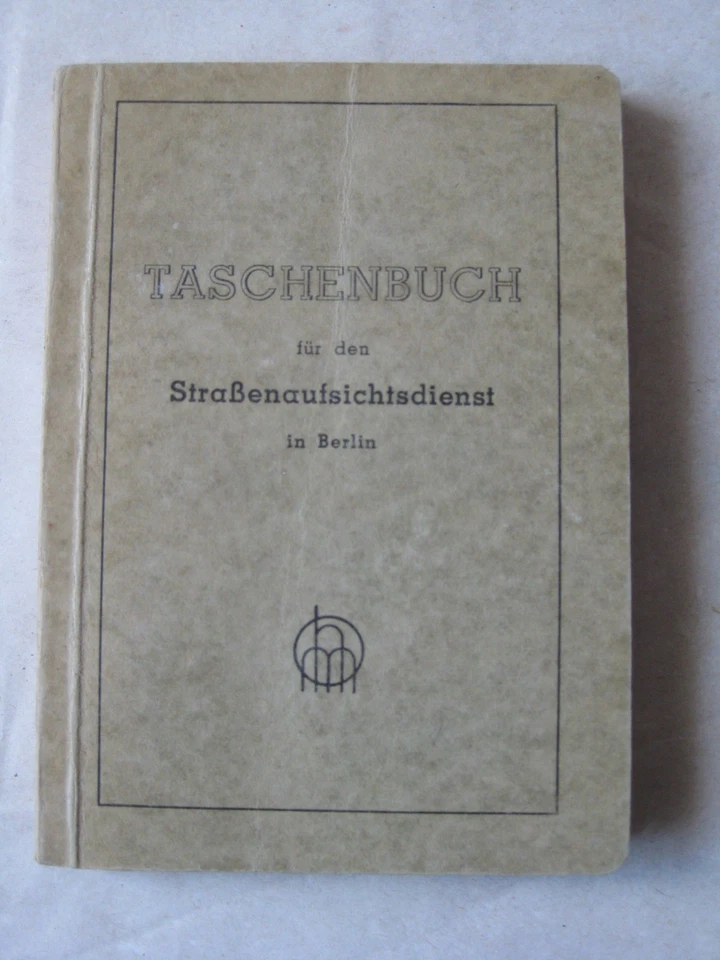 TASCHENBUCH
für den
Straßenaufsichtsdienst
in Berlin